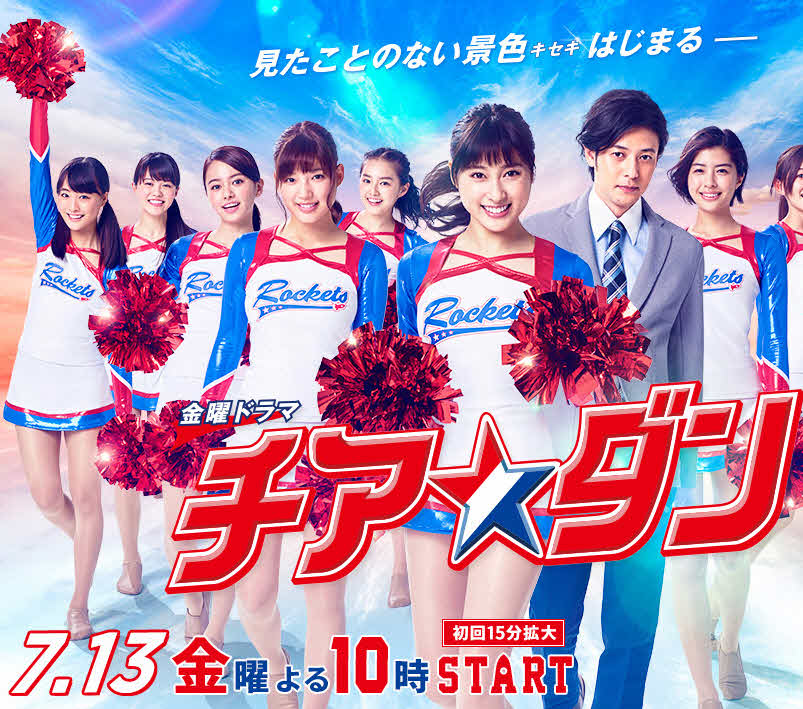 見たことのない景色キセキはじまる ──
Rockets
Rockets
Rockets
Rockets
金曜ドラマ
チア☆ダン
初回15分拡大
7.13 金曜よる10時START